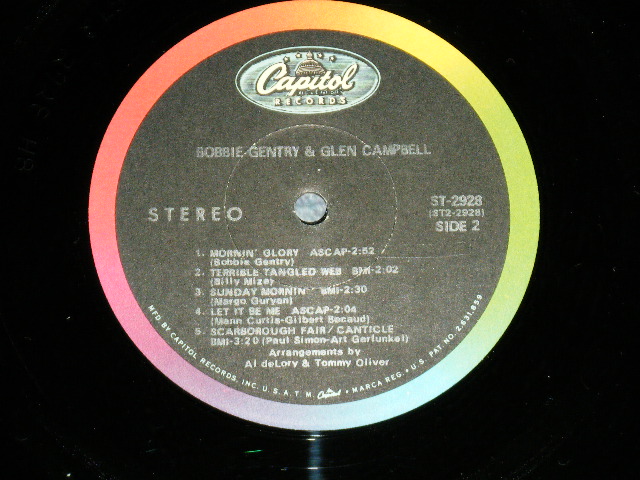 Capitol
RECORDS
BOBBIE GENTRY & GLEN CAMPBELL
STEREO
ST-2928
(ST2-2928)
SIDE 2
1. MORNIN' GLORY ASCAP-2:52
(Bobbie Gentry)
2. TERRIBLE TANGLED WEB BMI-2:02
(Billy Mize)
3. SUNDAY MORNIN' BMI-2:30
(Margo Guryan)
4. LET IT BE ME ASCAP-2:04
(Mann Curtis-Gilbert Becaud)
5. SCARBOROUGH FAIR/CANTICLE
BMI-3:20 (Paul Simon-Art Garfunkel)
Arrangements by
Al deLory & Tommy Oliver
MFD BY CAPITOL RECORDS, INC. U.S.A. T.M. Capitol • MARCA REG. • U.S. PAT. NO. 2,631,859